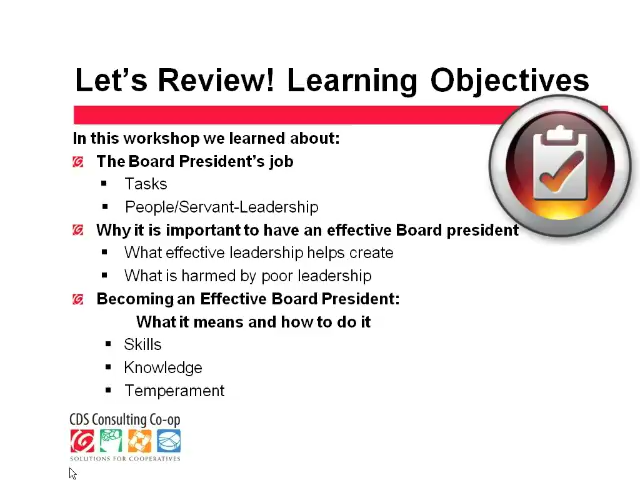 Let's Review! Learning Objectives
In this workshop we learned about:
The Board President's job
Tasks
People/Servant-Leadership
Why it is important to have an effective Board president
What effective leadership helps create
What is harmed by poor leadership
Becoming an Effective Board President:
What it means and how to do it
Skills
Knowledge
Temperament
CDS Consulting Co-op
SOLUTIONS FOR COOPERATIVES